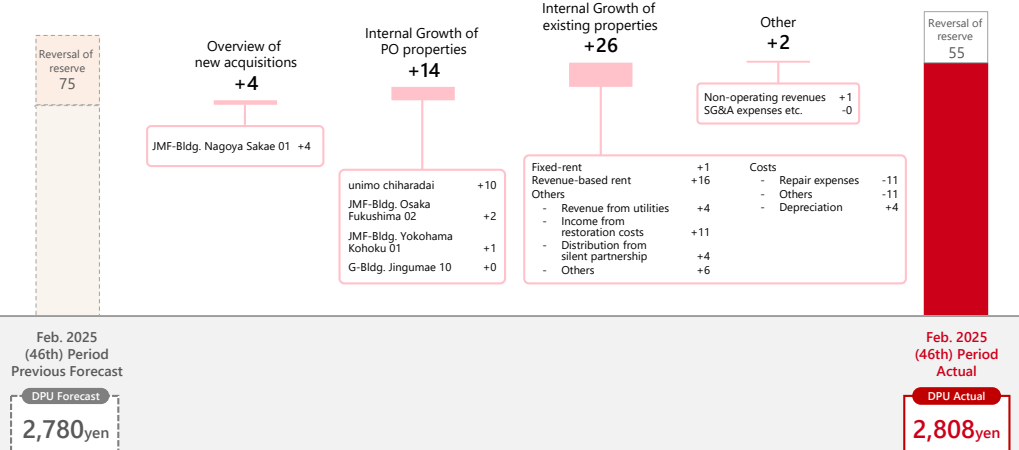 Reversal of
reserve
75
Overview of
new acquisitions
+4
JMF-Bldg. Nagoya Sakae 01 +4
Internal Growth of
PO properties
+14
unimo chiharadai +10
JMF-Bldg. Osaka
Fukushima 02 +2
JMF-Bldg. Yokohama
Kohoku 01 +1
G-Bldg. Jingumae 10 +0
Internal Growth of
existing properties
+26
Fixed-rent +1
Revenue-based rent +16
Others
- Revenue from utilities +4
- Income from
restoration costs +11
- Distribution from
silent partnership +4
- Others +6
Costs
- Repair expenses -11
- Others -11
- Depreciation +4
Other
+2
Non-operating revenues +1
SG&A expenses etc. -0
Reversal of
reserve
55
Feb. 2025
(46th) Period
Previous Forecast
DPU Forecast
2,780yen
Feb. 2025
(46th) Period
Actual
DPU Actual
2,808yen